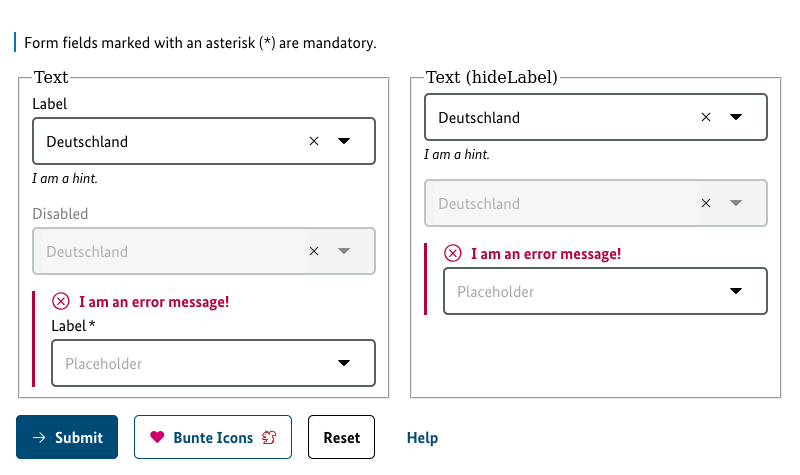 Form fields marked with an asterisk (*) are mandatory.
Text
Label
Deutschland
I am a hint.
Disabled
Deutschland
I am an error message!
Label *
Placeholder
Text (hideLabel)
Deutschland
I am a hint.
Deutschland
I am an error message!
Placeholder
Submit
Bunte Icons
Reset
Help